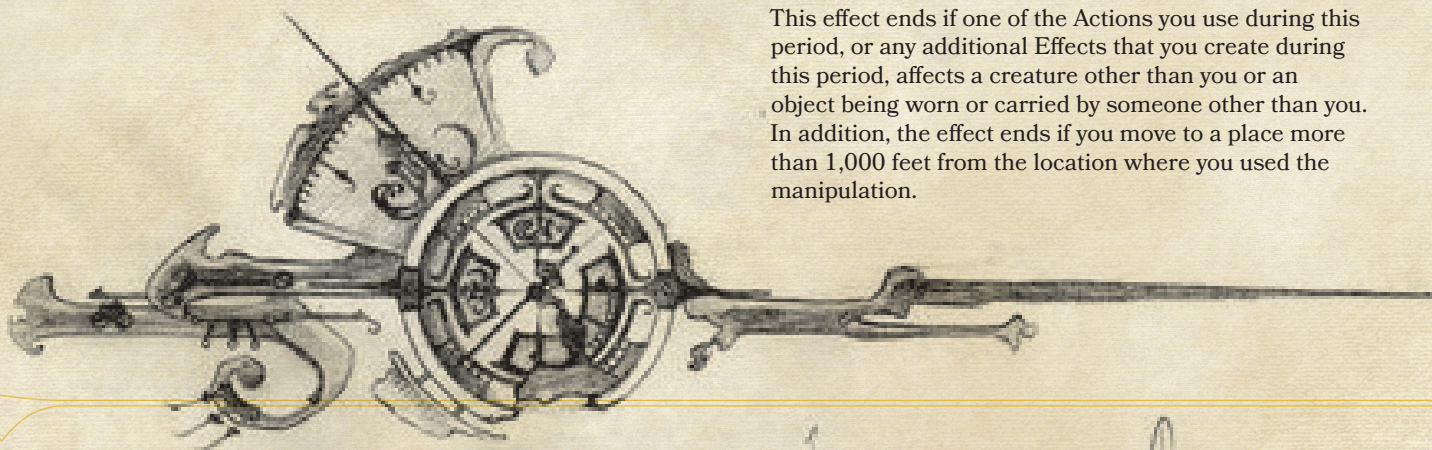 This effect ends if one of the Actions you use during this
period, or any additional Effects that you create during
this period, affects a creature other than you or an
object being worn or carried by someone other than you.
In addition, the effect ends if you move to a place more
than 1,000 feet from the location where you used the
manipulation.